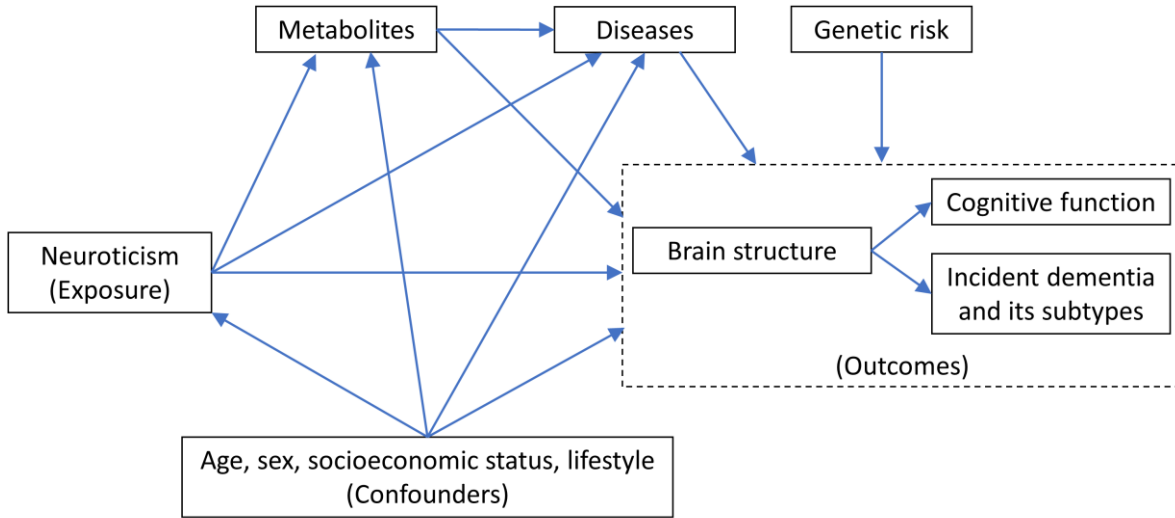 Metabolites
Diseases
Genetic risk
Neuroticism
(Exposure)
Brain structure
Cognitive function
Incident dementia
and its subtypes
(Outcomes)
Age, sex, socioeconomic status, lifestyle
(Confounders)